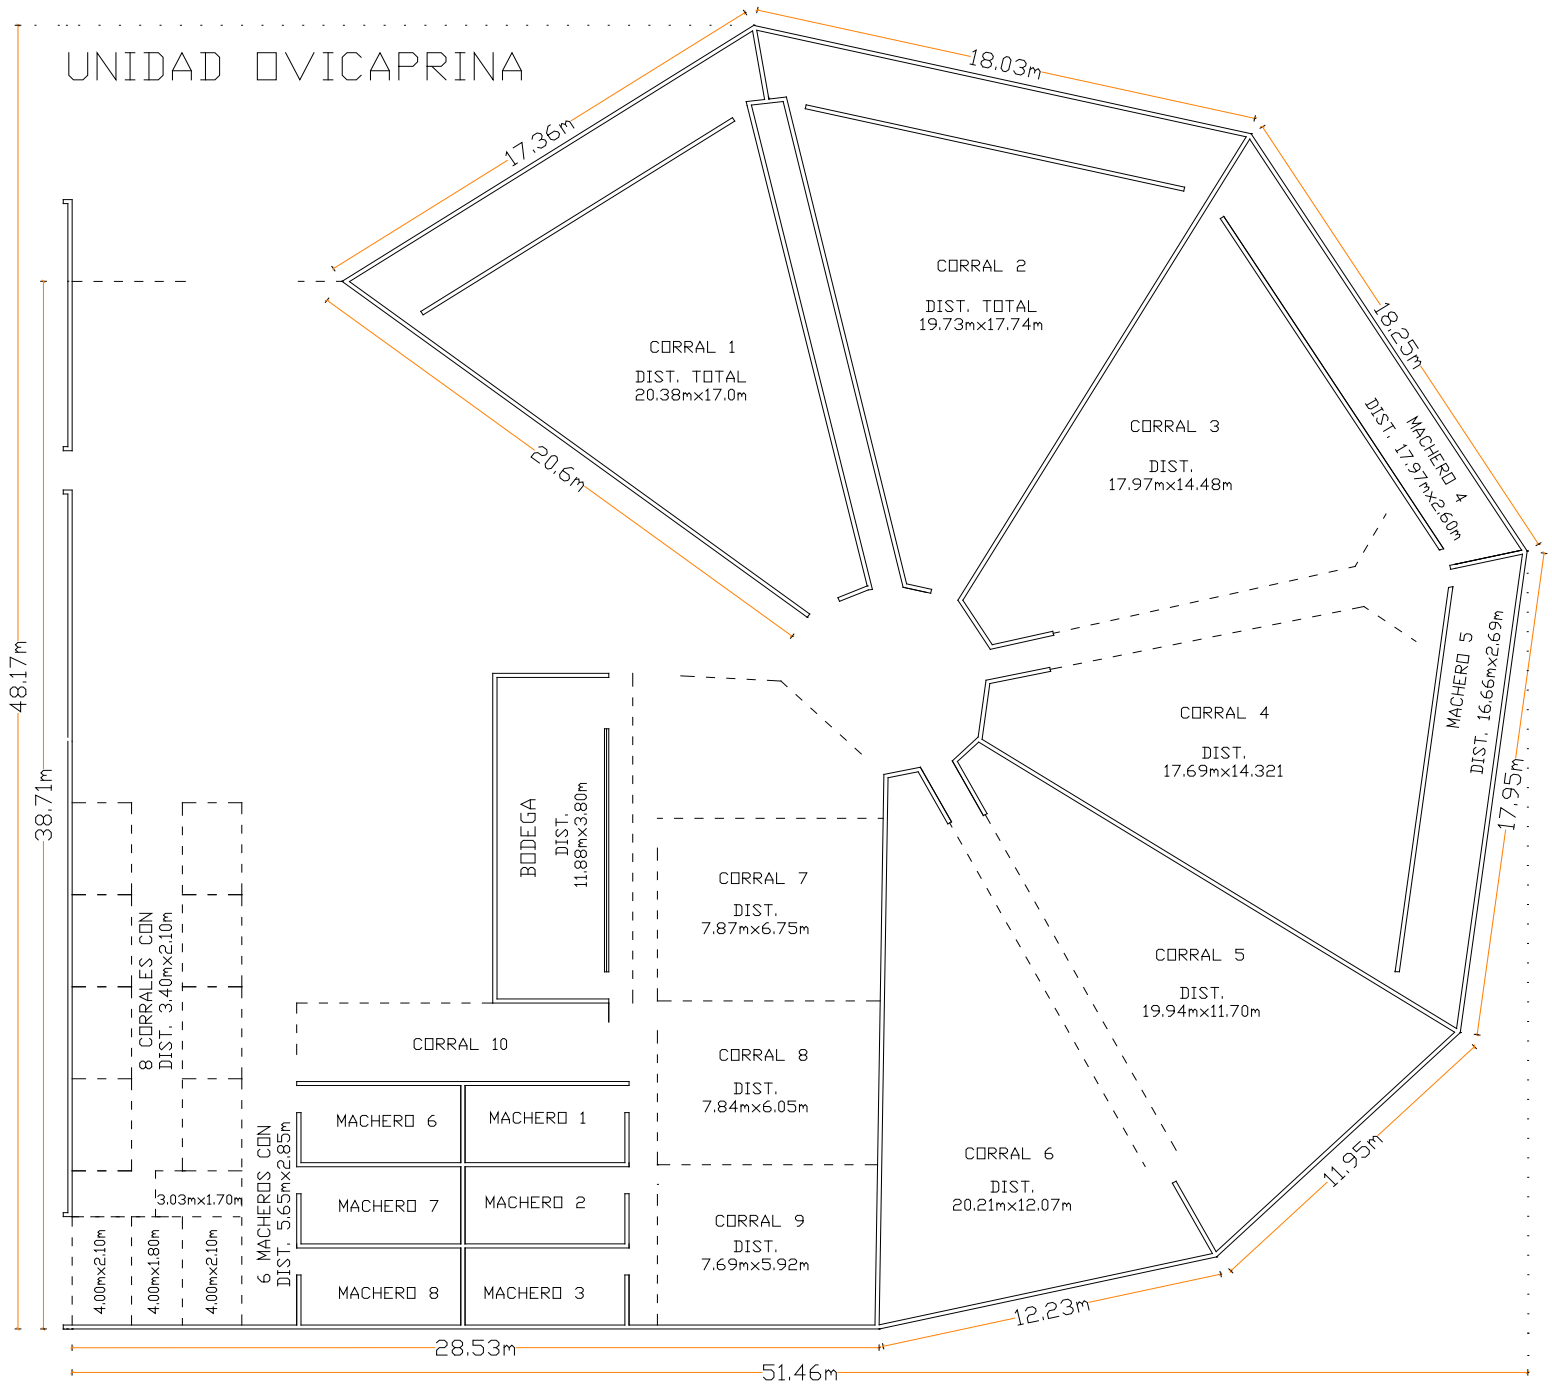 UNIDAD OVICAPRINA
18.03m
17.36m
18.25m
20.6m
48.17m
38.71m
17.95m
11.95m
12.23m
28.53m
51.46m
CORRAL 1
DIST. TOTAL
20.38mx17.0m
CORRAL 2
DIST. TOTAL
19.73mx17.74m
CORRAL 3
DIST.
17.97mx14.48m
MACHERO 4
DIST. 17.97mx2.60m
CORRAL 4
DIST.
17.69mx14.321
MACHERO 5
DIST. 16.66mx2.69m
CORRAL 5
DIST.
19.94mx11.70m
CORRAL 6
DIST.
20.21mx12.07m
BODEGA
DIST.
11.88mx3.80m
CORRAL 7
DIST.
7.87mx6.75m
CORRAL 8
DIST.
7.84mx6.05m
CORRAL 9
DIST.
7.69mx5.92m
CORRAL 10
MACHERO 6
MACHERO 1
MACHERO 7
MACHERO 2
MACHERO 8
MACHERO 3
8 CORRALES CON
DIST. 3.40mx2.10m
6 MACHEROS CON
DIST. 5.65mx2.85m
3.03mx1.70m
4.00mx2.10m
4.00mx1.80m
4.00mx2.10m